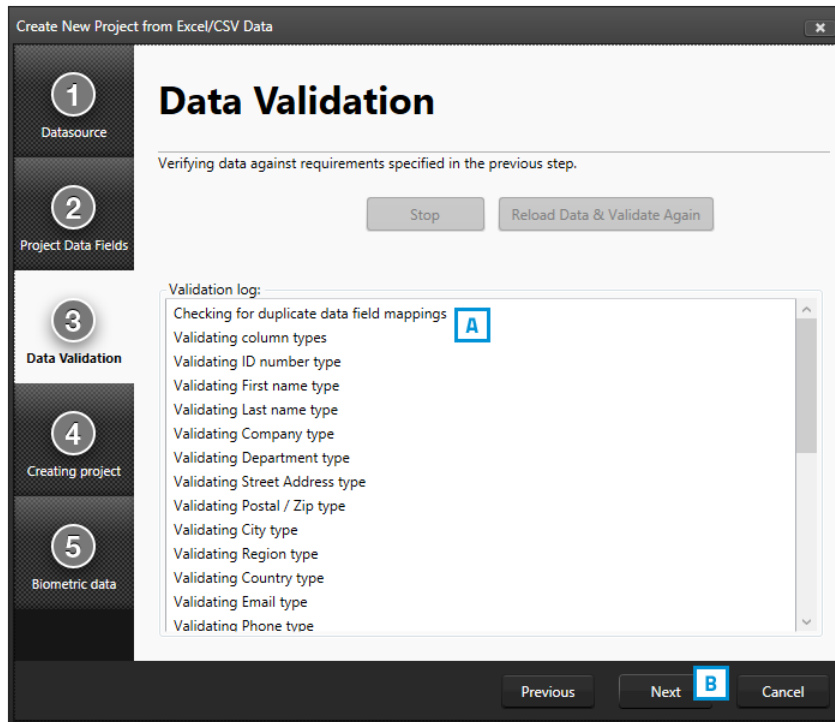 Create New Project from Excel/CSV Data
1
Datasource
2
Project Data Fields
3
Data Validation
4
Creating project
5
Biometric data
Data Validation
Verifying data against requirements specified in the previous step.
Stop
Reload Data & Validate Again
Validation log:
Checking for duplicate data field mappings
A
Validating column types
Validating ID number type
Validating First name type
Validating Last name type
Validating Company type
Validating Department type
Validating Street Address type
Validating Postal / Zip type
Validating City type
Validating Region type
Validating Country type
Validating Email type
Validating Phone type
Previous
Next
B
Cancel